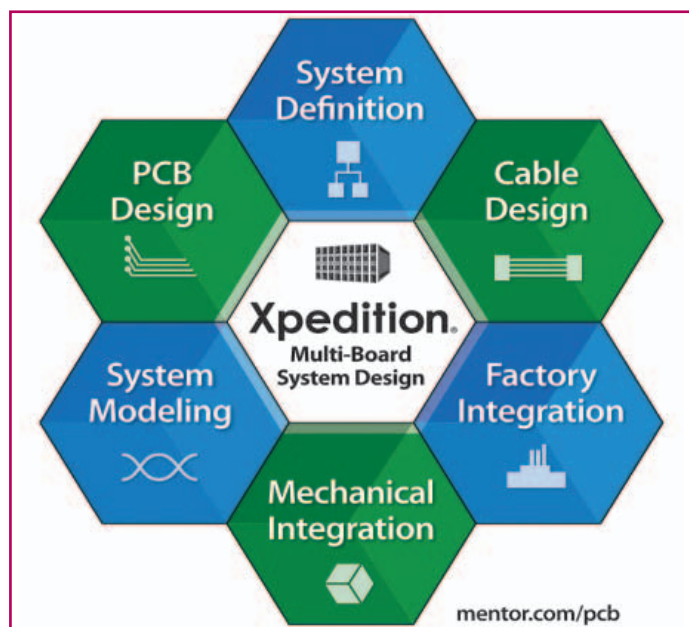 System
Definition
PCB
Design
Cable
Design
Xpedition®
Multi-Board
System Design
System
Modeling
Factory
Integration
Mechanical
Integration
mentor.com/pcb